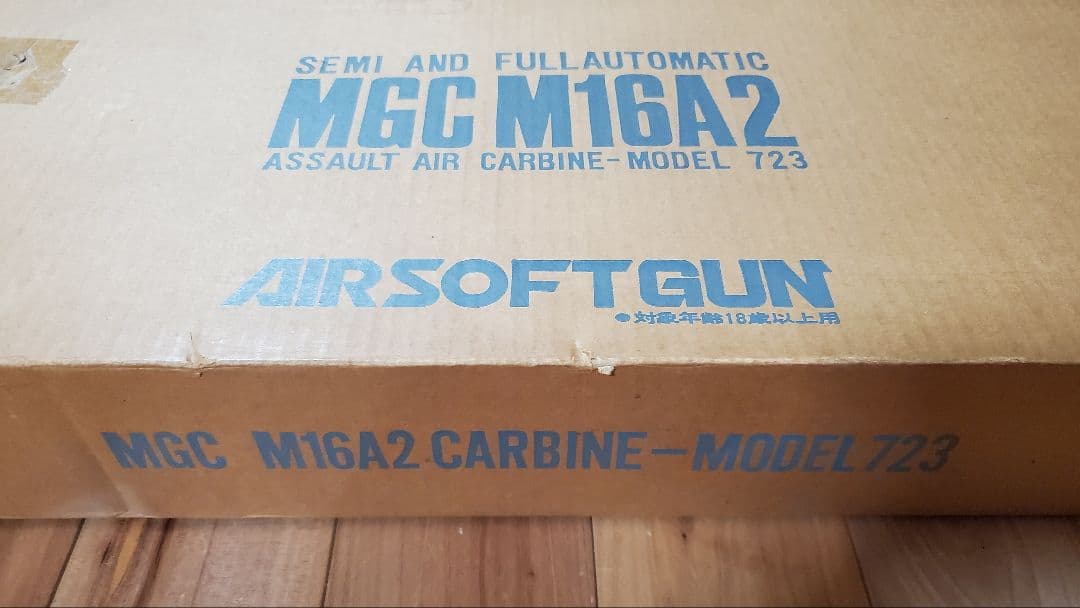 SEMI AND FULLAUTOMATIC
MGC M16A2
ASSAULT AIR CARBINE-MODEL 723
AIRSOFTGUN
●対象年齢18歳以上用
MGC M16A2 CARBINE-MODEL 723